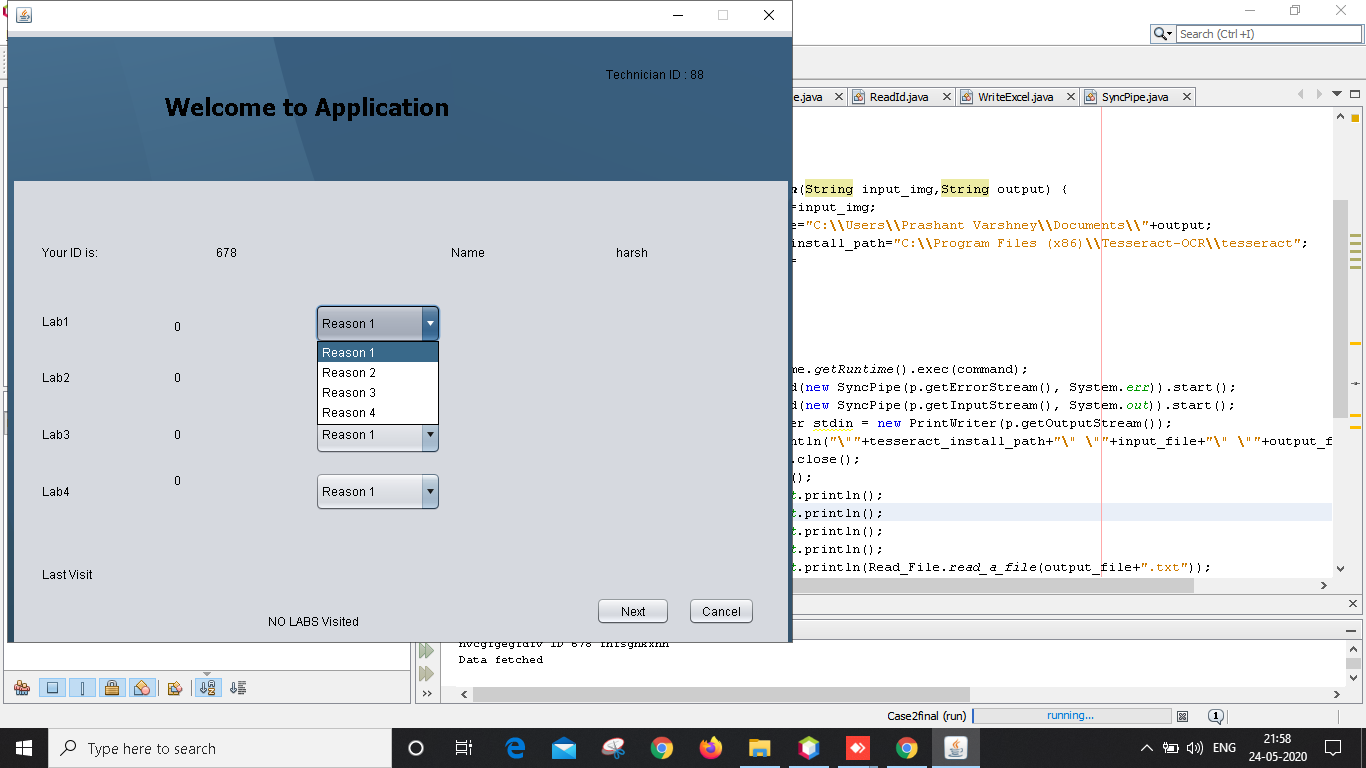 Technician ID : 88
Welcome to Application
Your ID is:
678
Name
harsh
Lab1
0
Reason 1
Reason 1
Reason 2
Reason 3
Reason 4
Lab2
0
Lab3
0
Reason 1
Lab4
0
Reason 1
Last Visit
NO LABS Visited
Next
Cancel
Search (Ctrl+I)
e.java
ReadId.java
WriteExcel.java
SyncPipe.java
(String input_img,String output) {
=input_img;
e="C:\\Users\\Prashant Varshney\\Documents\\"+output;
install_path="C:\\Program Files (x86)\\Tesseract-OCR\\tesseract";
=
me.getRuntime().exec(command);
d(new SyncPipe(p.getErrorStream(), System.err)).start();
d(new SyncPipe(p.getInputStream(), System.out)).start();
er stdin = new PrintWriter(p.getOutputStream());
ntln("\""+tesseract_install_path+"\" \""+input_file+"\" \""+output_f
.close();
();
t.println();
t.println();
t.println();
t.println();
t.println(Read_File.read_a_file(output_file+".txt"));
ID 678
Data fetched
Case2final (run)
running...
1
Type here to search
ENG
21:58
24-05-2020